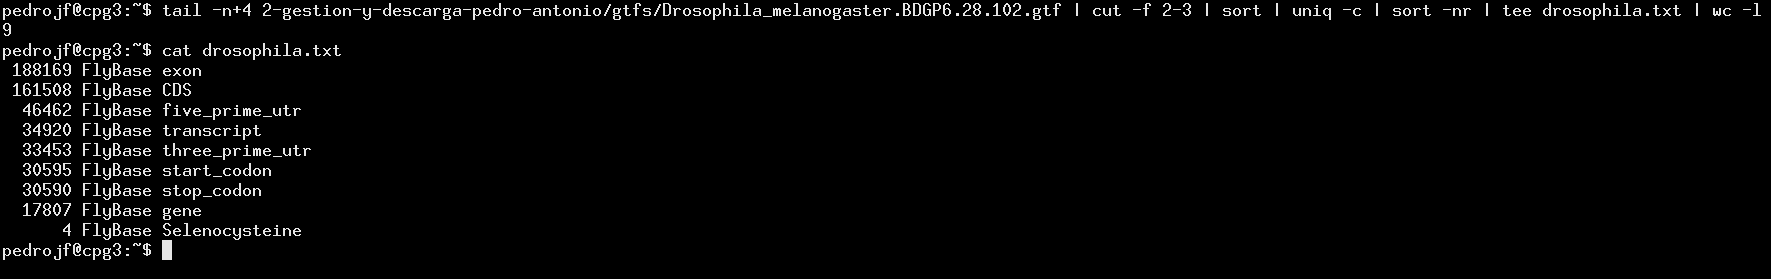 pedrojf@cpg3:~$ tail -n+4 2-gestion-y-descarga-pedro-antonio/gtfs/Drosophila_melanogaster.BDGP6.28.102.gtf | cut -f 2-3 | sort | uniq -c | sort -nr | tee drosophila.txt | wc -l
9
pedrojf@cpg3:~$ cat drosophila.txt
 188169 FlyBase exon
 161508 FlyBase CDS
  46462 FlyBase five_prime_utr
  34920 FlyBase transcript
  33453 FlyBase three_prime_utr
  30595 FlyBase start_codon
  30590 FlyBase stop_codon
  17807 FlyBase gene
      4 FlyBase Selenocysteine
pedrojf@cpg3:~$